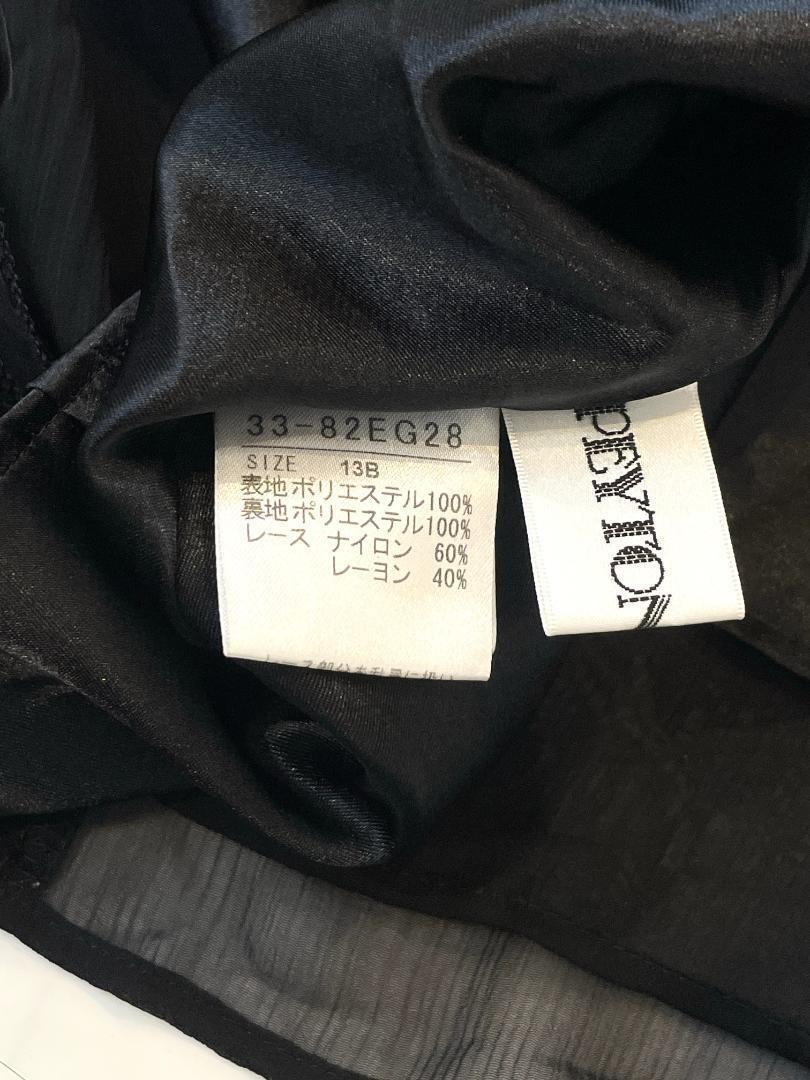 33-82EG28
SIZE 13B
表地 ポリエステル100%
裏地 ポリエステル100%
レース ナイロン 60%
レーヨン 40%
PEYTON